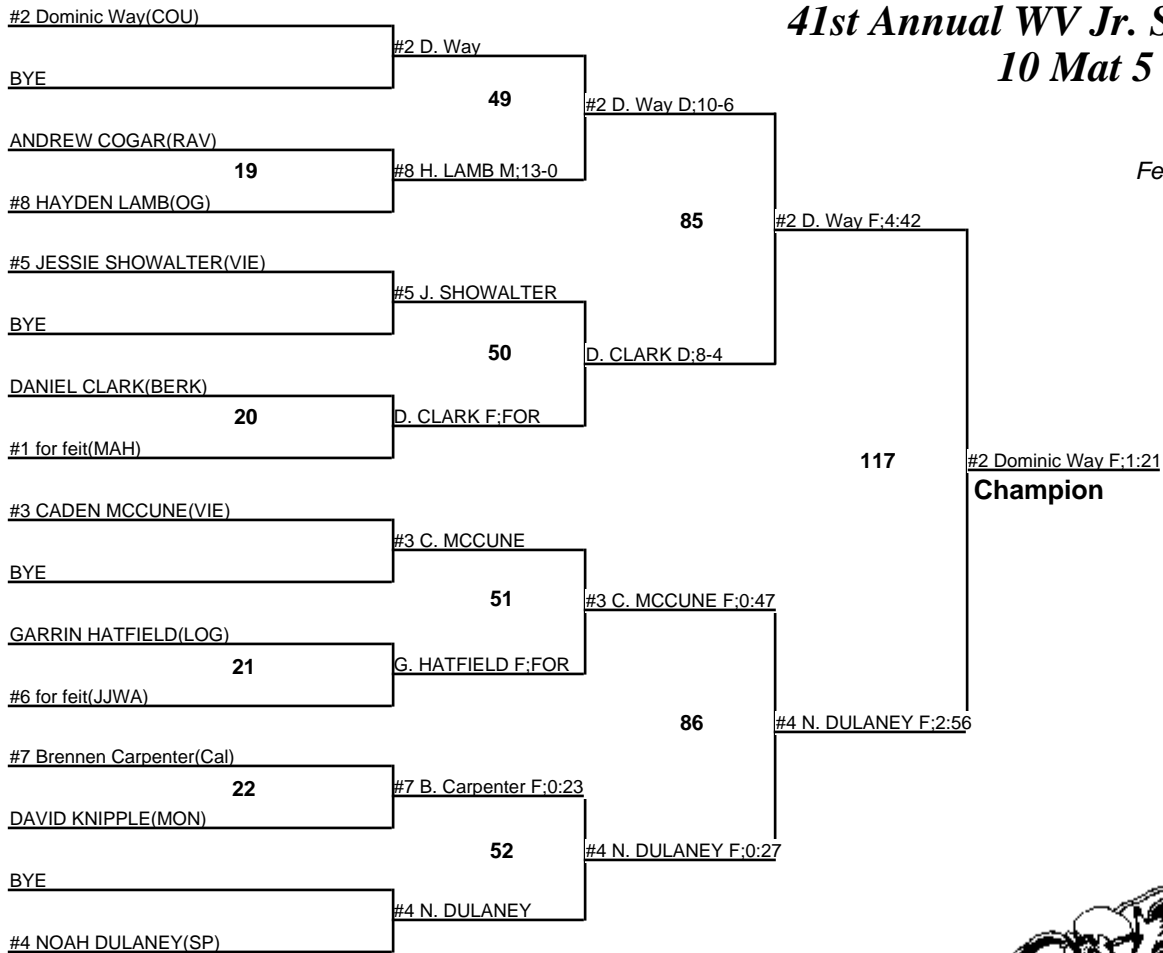 41st Annual WV Jr. S
10 Mat 5
Fe
#2 Dominic Way(COU)
BYE
ANDREW COGAR(RAV)
19
#8 HAYDEN LAMB(OG)
#5 JESSIE SHOWALTER(VIE)
BYE
DANIEL CLARK(BERK)
20
#1 for feit(MAH)
#3 CADEN MCCUNE(VIE)
BYE
GARRIN HATFIELD(LOG)
21
#6 for feit(JJWA)
#7 Brennen Carpenter(Cal)
22
DAVID KNIPPLE(MON)
BYE
#4 NOAH DULANEY(SP)
#2 D. Way
49
#8 H. LAMB M;13-0
#5 J. SHOWALTER
50
D. CLARK F;FOR
#3 C. MCCUNE
51
G. HATFIELD F;FOR
#7 B. Carpenter F;0:23
52
#4 N. DULANEY
#2 D. Way D;10-6
85
D. CLARK D;8-4
#3 C. MCCUNE F;0:47
86
#4 N. DULANEY F;0:27
#2 D. Way F;4:42
117
#4 N. DULANEY F;2:56
#2 Dominic Way F;1:21
Champion